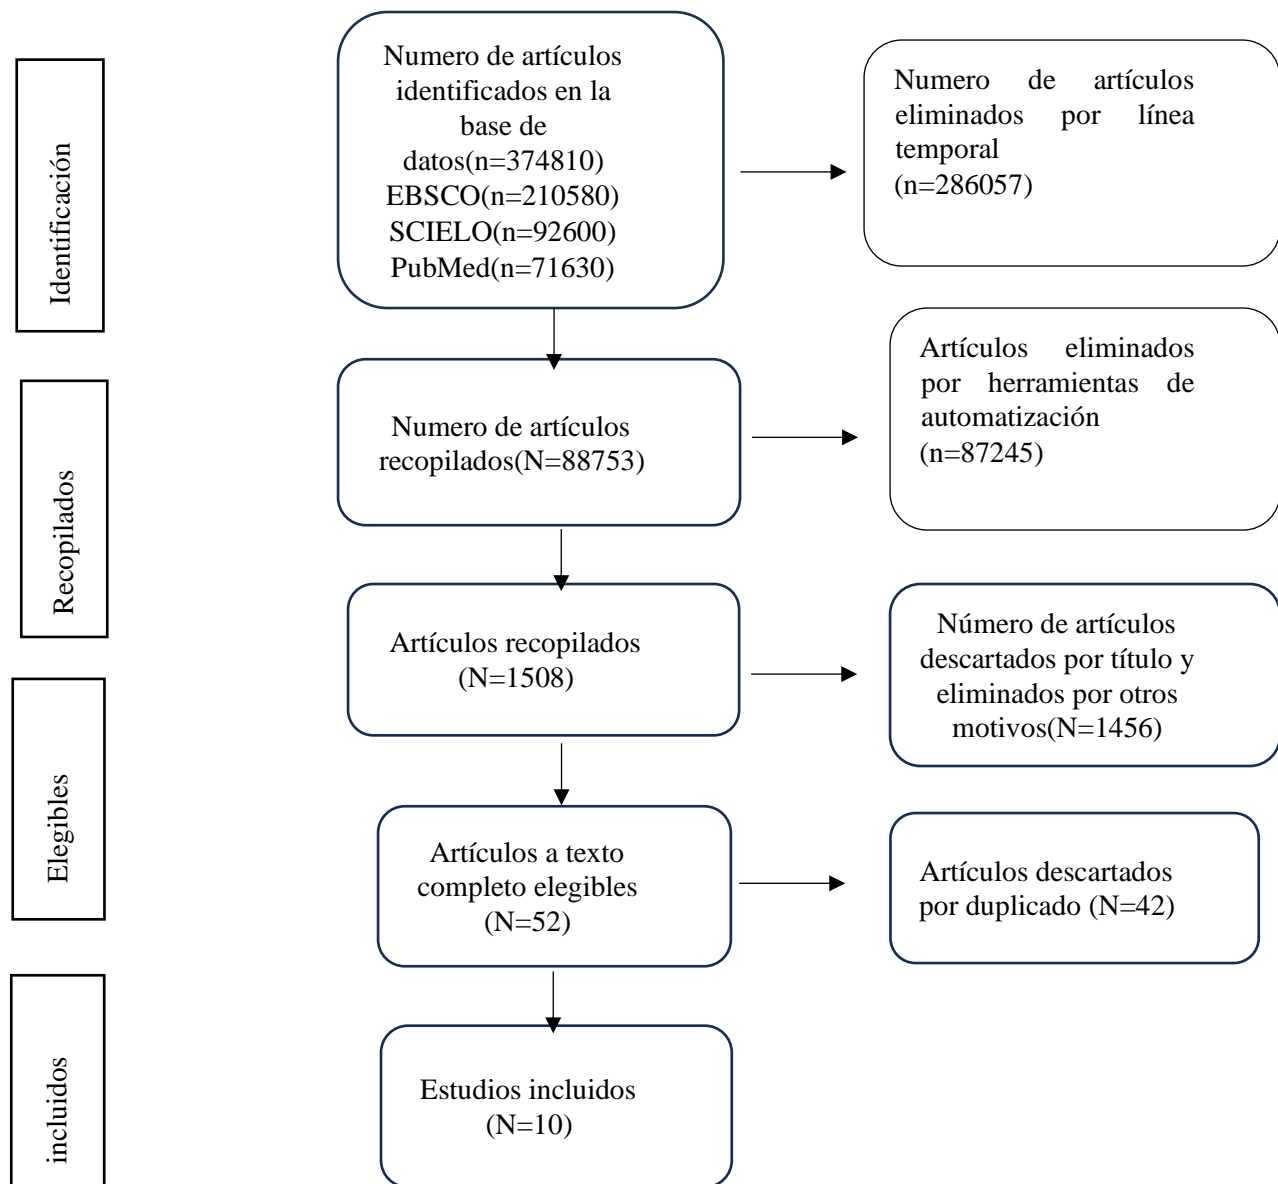 Identificación
Numero de artículos
identificados en la
base de
datos(n=374810)
EBSCO(n=210580)
SCIELO(n=92600)
PubMed(n=71630)
Numero de artículos
eliminados por línea
temporal
(n=286057)
Recopilados
Numero de artículos
recopilados(N=88753)
Artículos eliminados
por herramientas de
automatización
(n=87245)
Artículos recopilados
(N=1508)
Número de artículos
descartados por título y
eliminados por otros
motivos(N=1456)
Elegibles
Artículos a texto
completo elegibles
(N=52)
Artículos descartados
por duplicado (N=42)
incluidos
Estudios incluidos
(N=10)